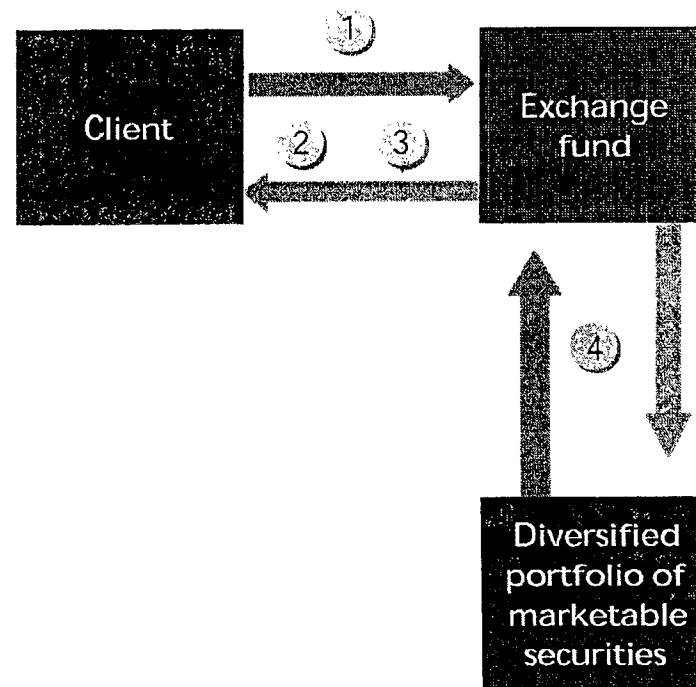 1
Client
Exchange
fund
2 3
4
Diversified
portfolio of
marketable
securities